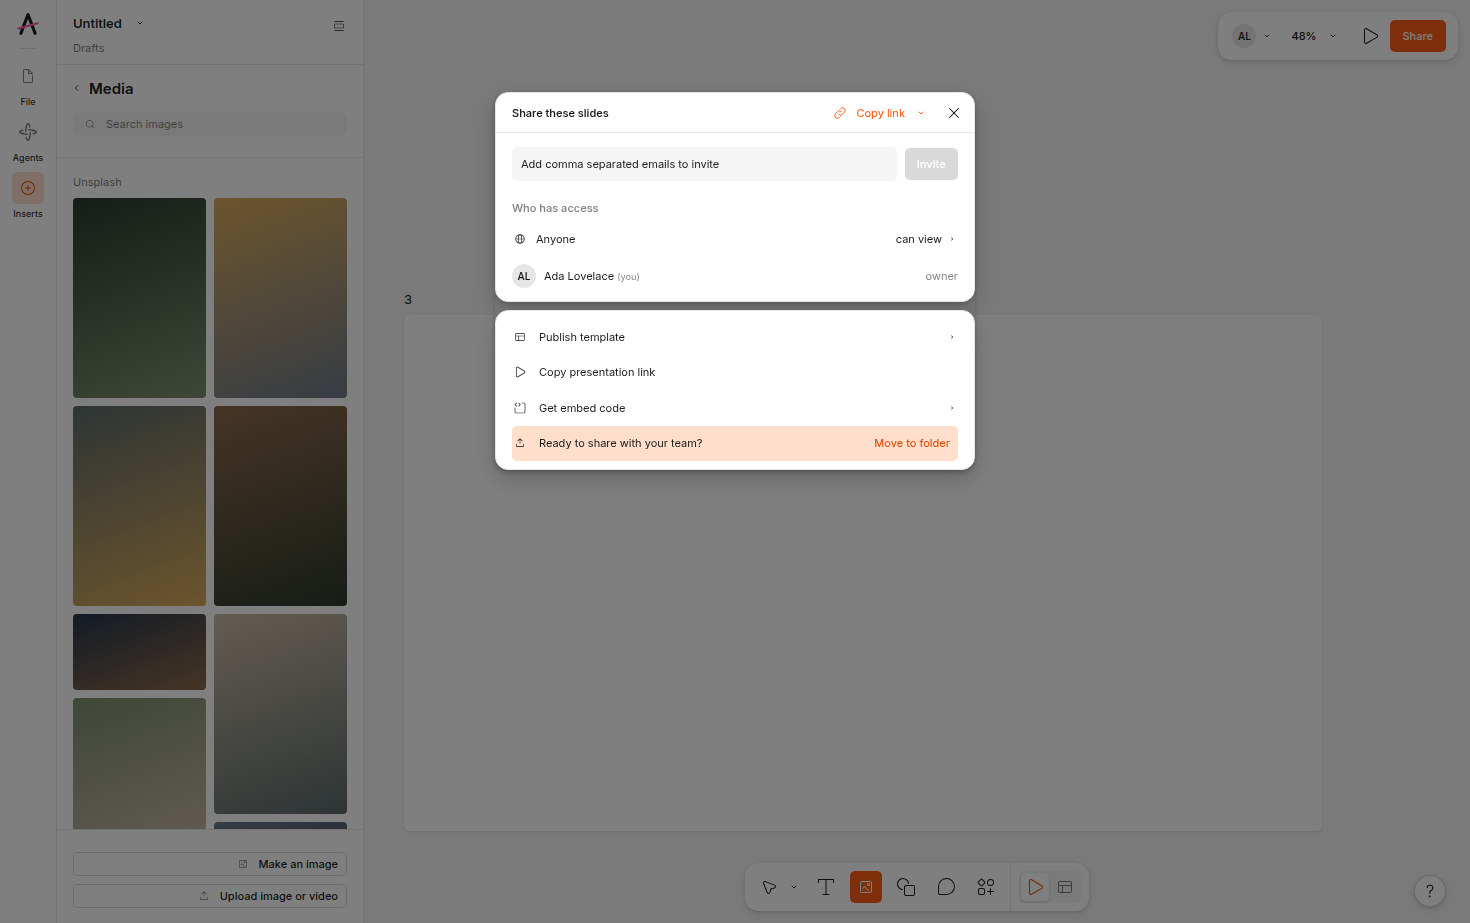 Untitled
Drafts
File
Agents
Inserts
Media
Search images
Unsplash
Make an image
Upload image or video
AL
48%
Share
3
Share these slides
Copy link
Add comma separated emails to invite
Invite
Who has access
Anyone
can view
AL
Ada Lovelace (you)
owner
Publish template
Copy presentation link
Get embed code
Ready to share with your team?
Move to folder
?